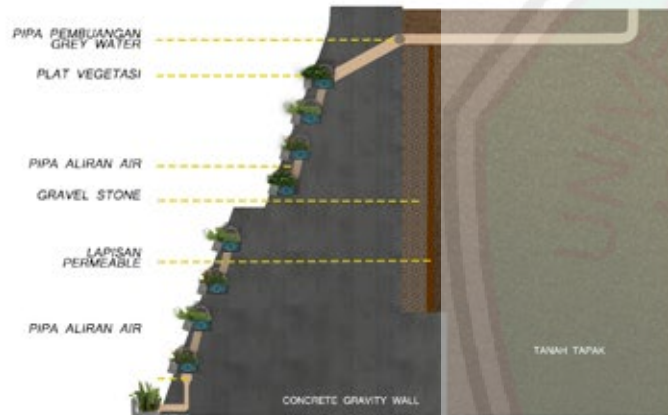 PIPA PEMBUANGAN
GREY WATER
PLAT VEGETASI
PIPA ALIRAN AIR
GRAVEL STONE
LAPISAN
PERMEABLE
PIPA ALIRAN AIR
TANAH TAPAK
CONCRETE GRAVITY WALL